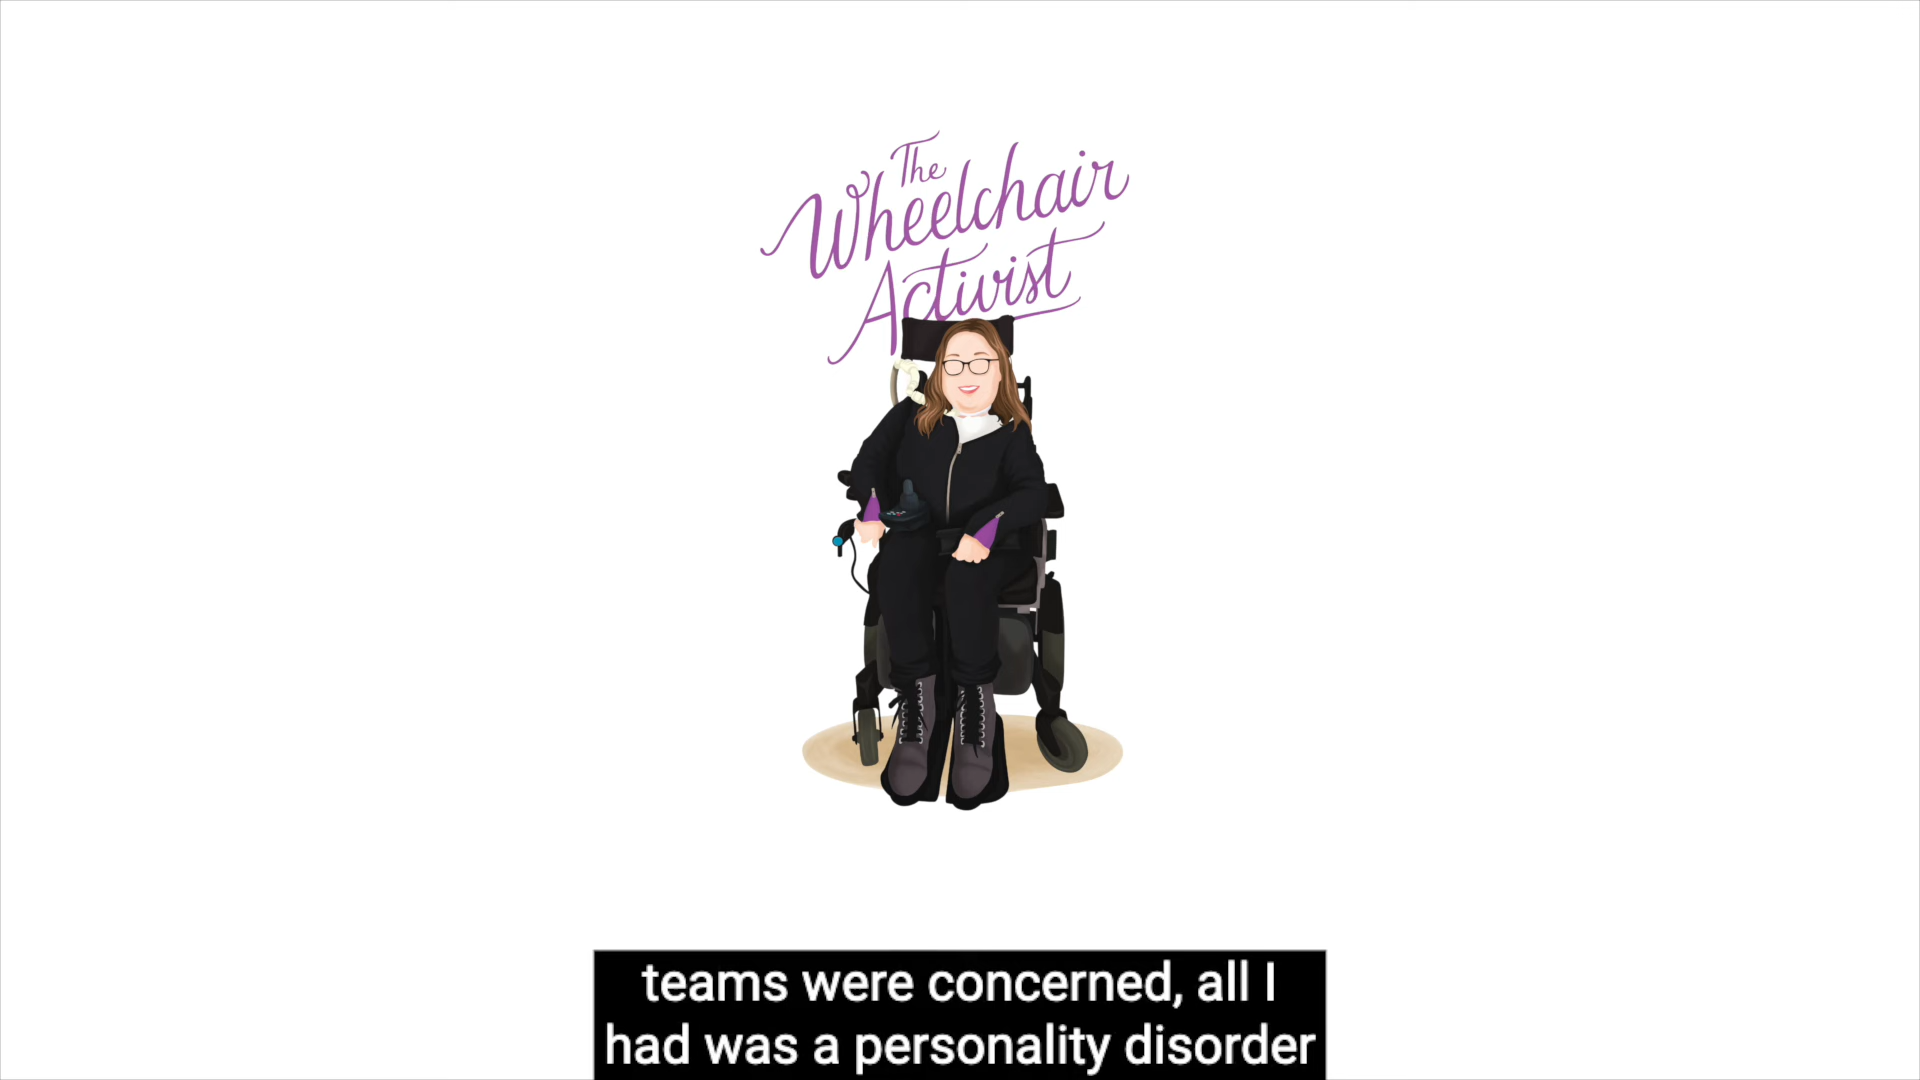 The
Wheelchair
Activist
teams were concerned, all I
had was a personality disorder